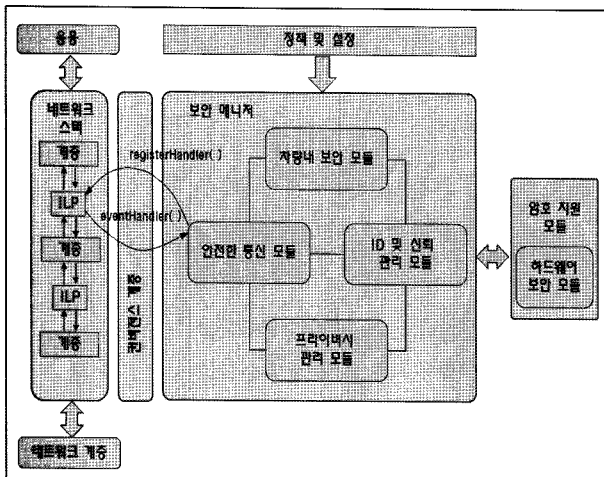 응용
정책 및 설정
네트워크
스택
계층
ILP
계층
ILP
계층
registerHandler( )
eventHandler( )
계층
보안 매니저
차량내 보안 모듈
안전한 통신 모듈
ID 및 신뢰
관리 모듈
프라이버시
관리 모듈
암호 지원
모듈
하드웨어
보안 모듈
네트워크 계층